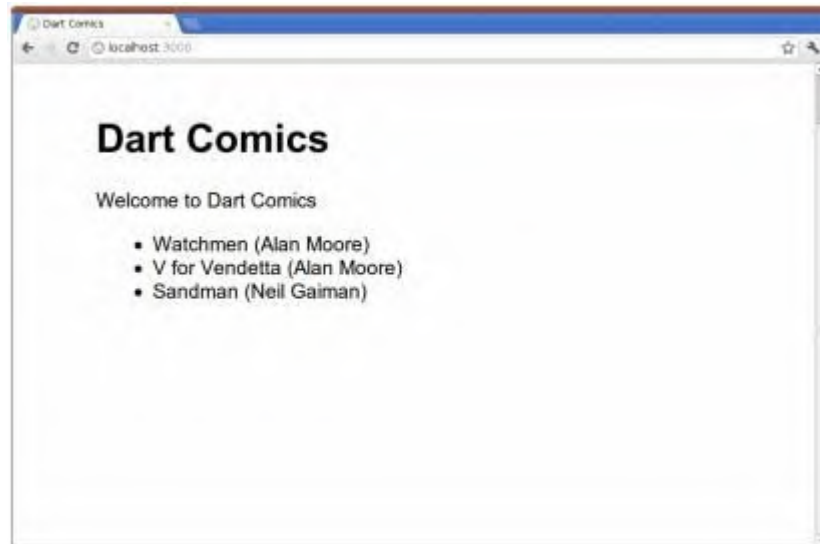 Dart Comics
localhost:3000
Dart Comics
Welcome to Dart Comics
• Watchmen (Alan Moore)
• V for Vendetta (Alan Moore)
• Sandman (Neil Gaiman)